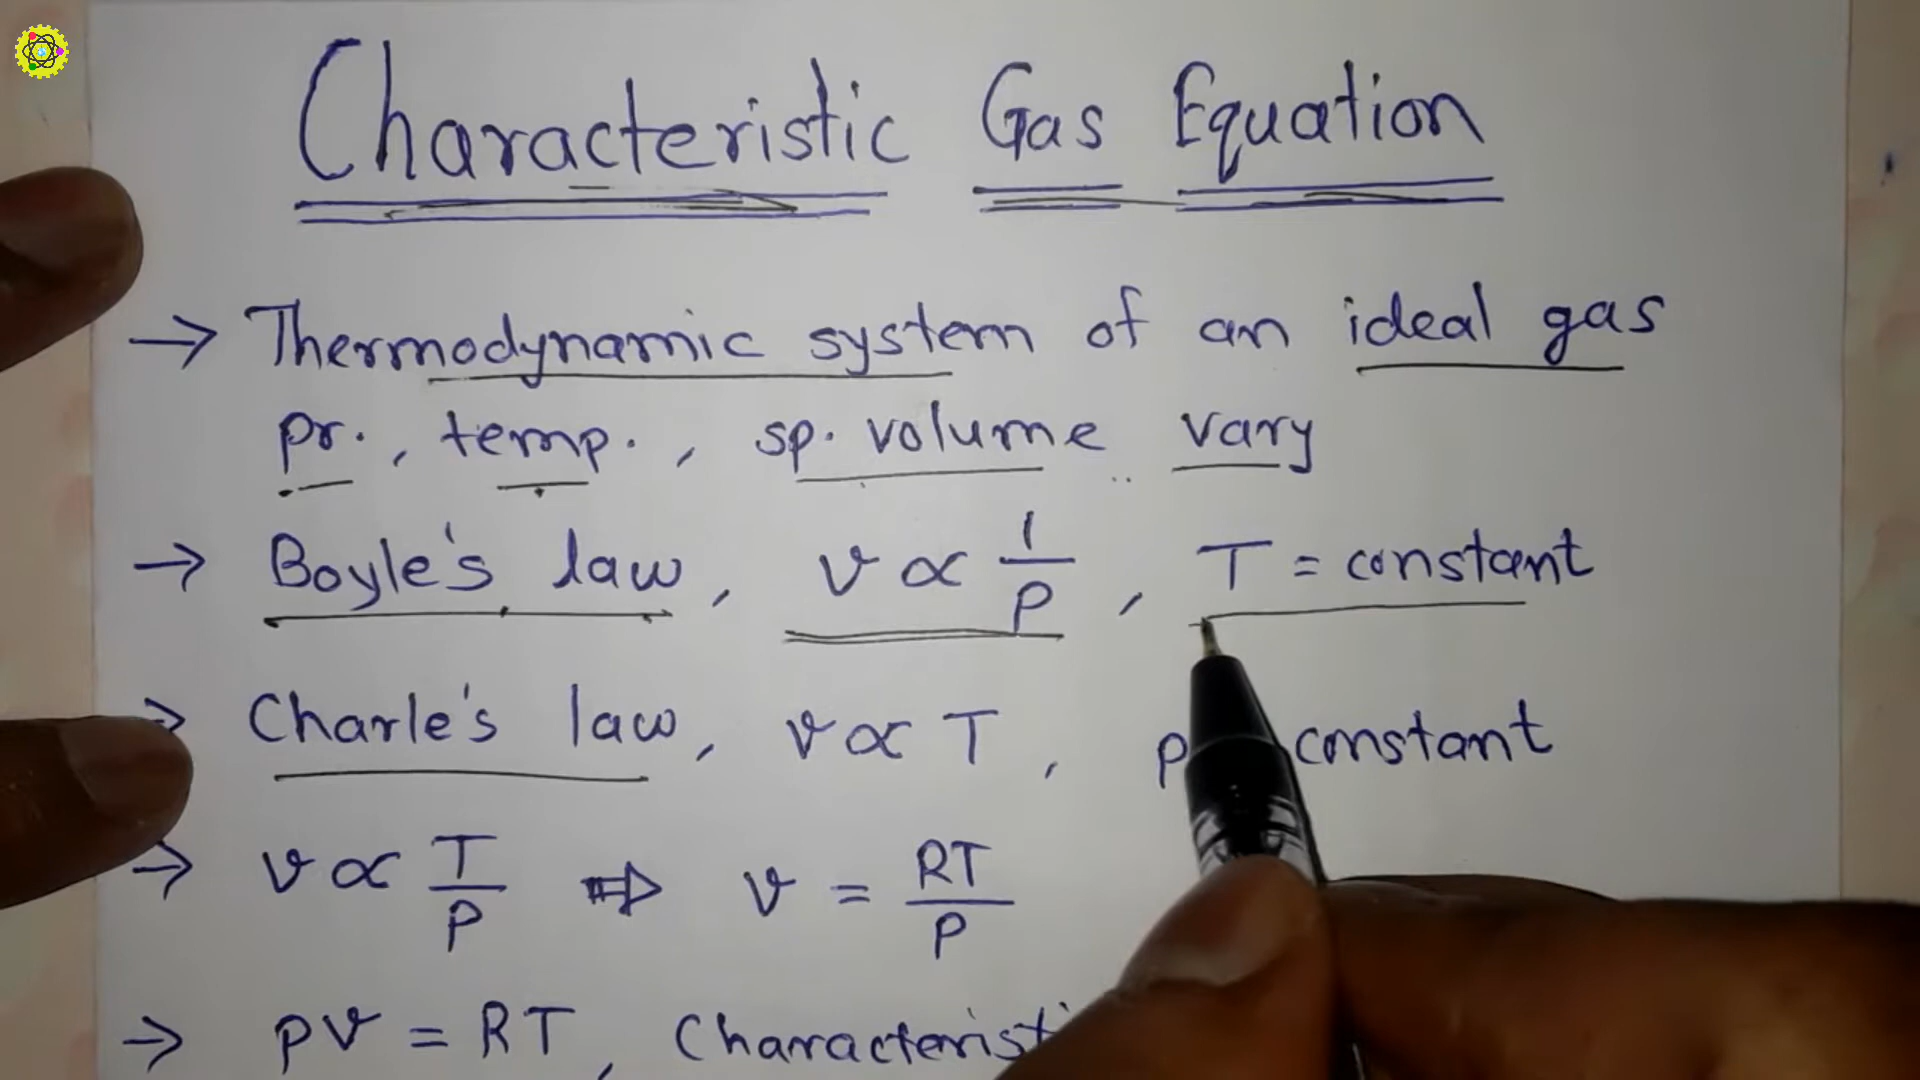 Characteristic Gas Equation
→ Thermodynamic system of an ideal gas
pr., temp., sp. volume vary
→ Boyle's law, v ∝ 1/P, T = constant
→ Charle's law, v ∝ T, P constant
→ v ∝ T/P ⇒ v = RT/P
→ Pv = RT,